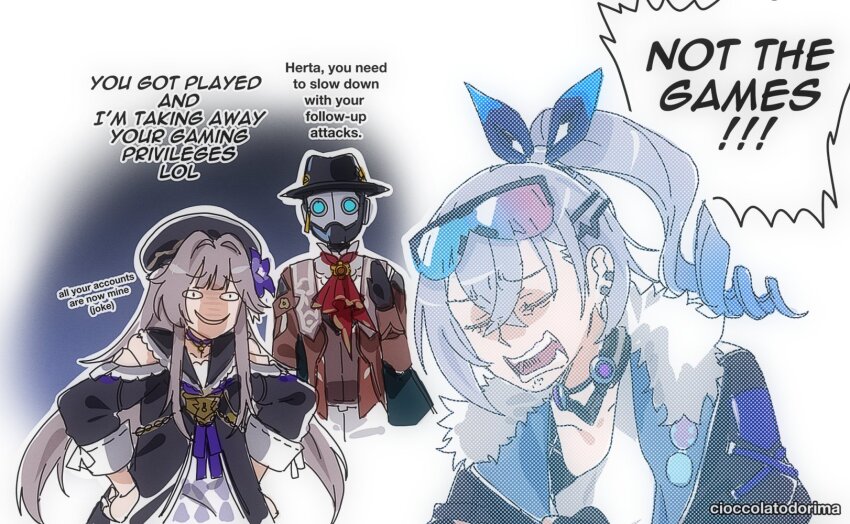 YOU GOT PLAYED
AND
I'M TAKING AWAY
YOUR GAMING
PRIVILEGES
LOL
Herta, you need
to slow down
with your
follow-up
attacks.
NOT THE
GAMES
!!!
all your accounts
are now mine
(joke)
cioccolatodorima